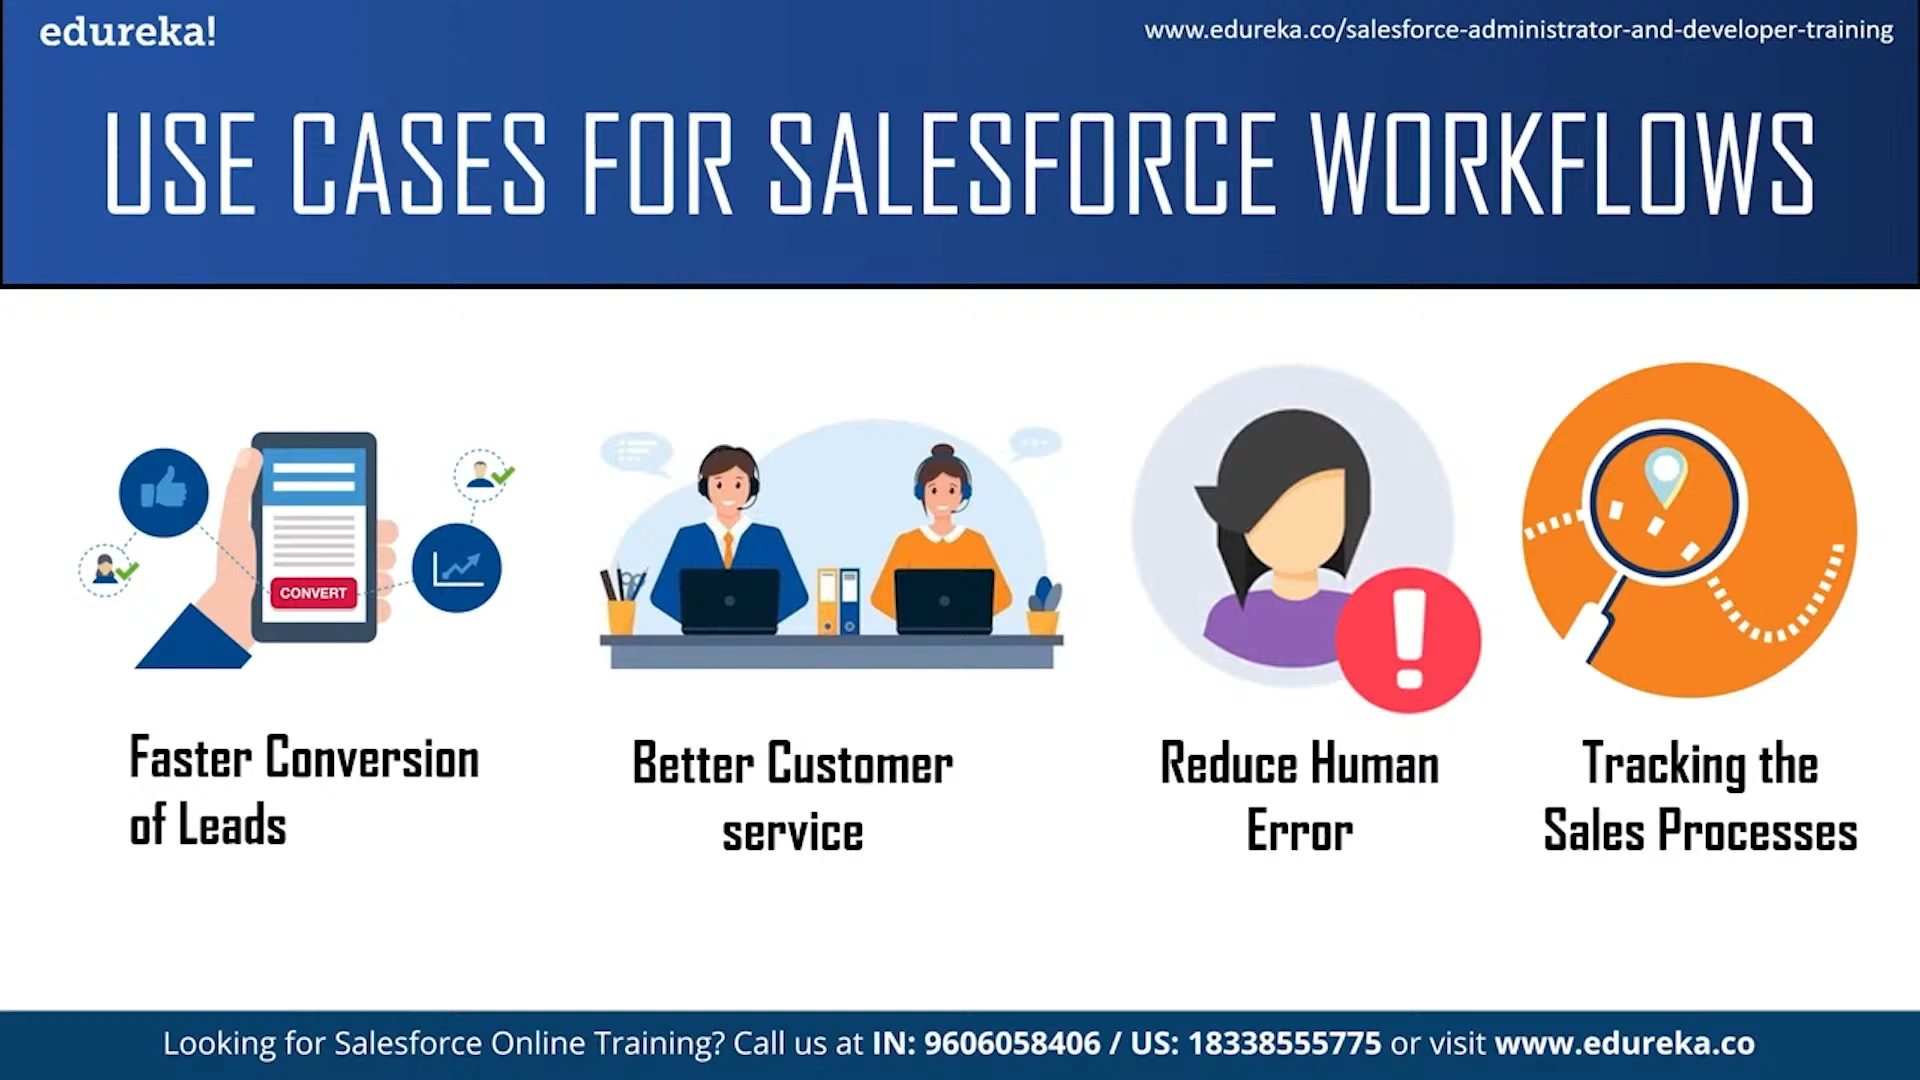 edureka!
www.edureka.co/salesforce-administrator-and-developer-training
USE CASES FOR SALESFORCE WORKFLOWS
CONVERT
Faster Conversion
of Leads
Better Customer
service
Reduce Human
Error
Tracking the
Sales Processes
Looking for Salesforce Online Training? Call us at IN: 9606058406 / US: 18338555775 or visit www.edureka.co